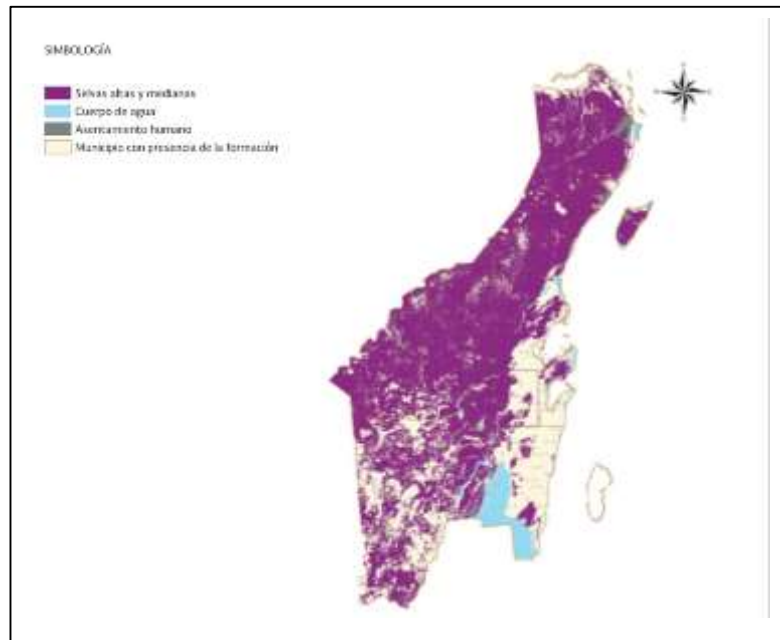 SIMBOLOGÍA
Selvas altas y medianas
Cuerpo de agua
Asentamiento humano
Municipio con presencia de la formación